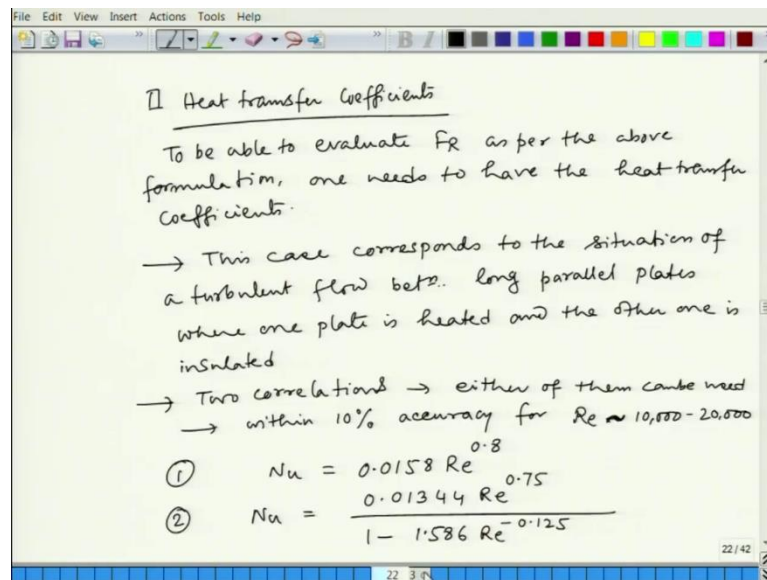 File Edit View Insert Actions Tools Help
II Heat transfer Coefficients
To be able to evaluate FR as per the above
formulation, one needs to have the heat transfer
coefficients.
→ This case corresponds to the situation of
a turbulent flow betn. long parallel plates
where one plate is heated and the other one is
insulated
→ Two correlations → either of them can be used
→ within 10% accuracy for Re ~ 10,000 - 20,000
① Nu = 0.0158 Re^0.8
② Nu = 0.01344 Re^0.75 / 1 - 1.586 Re^-0.125
22/42
22